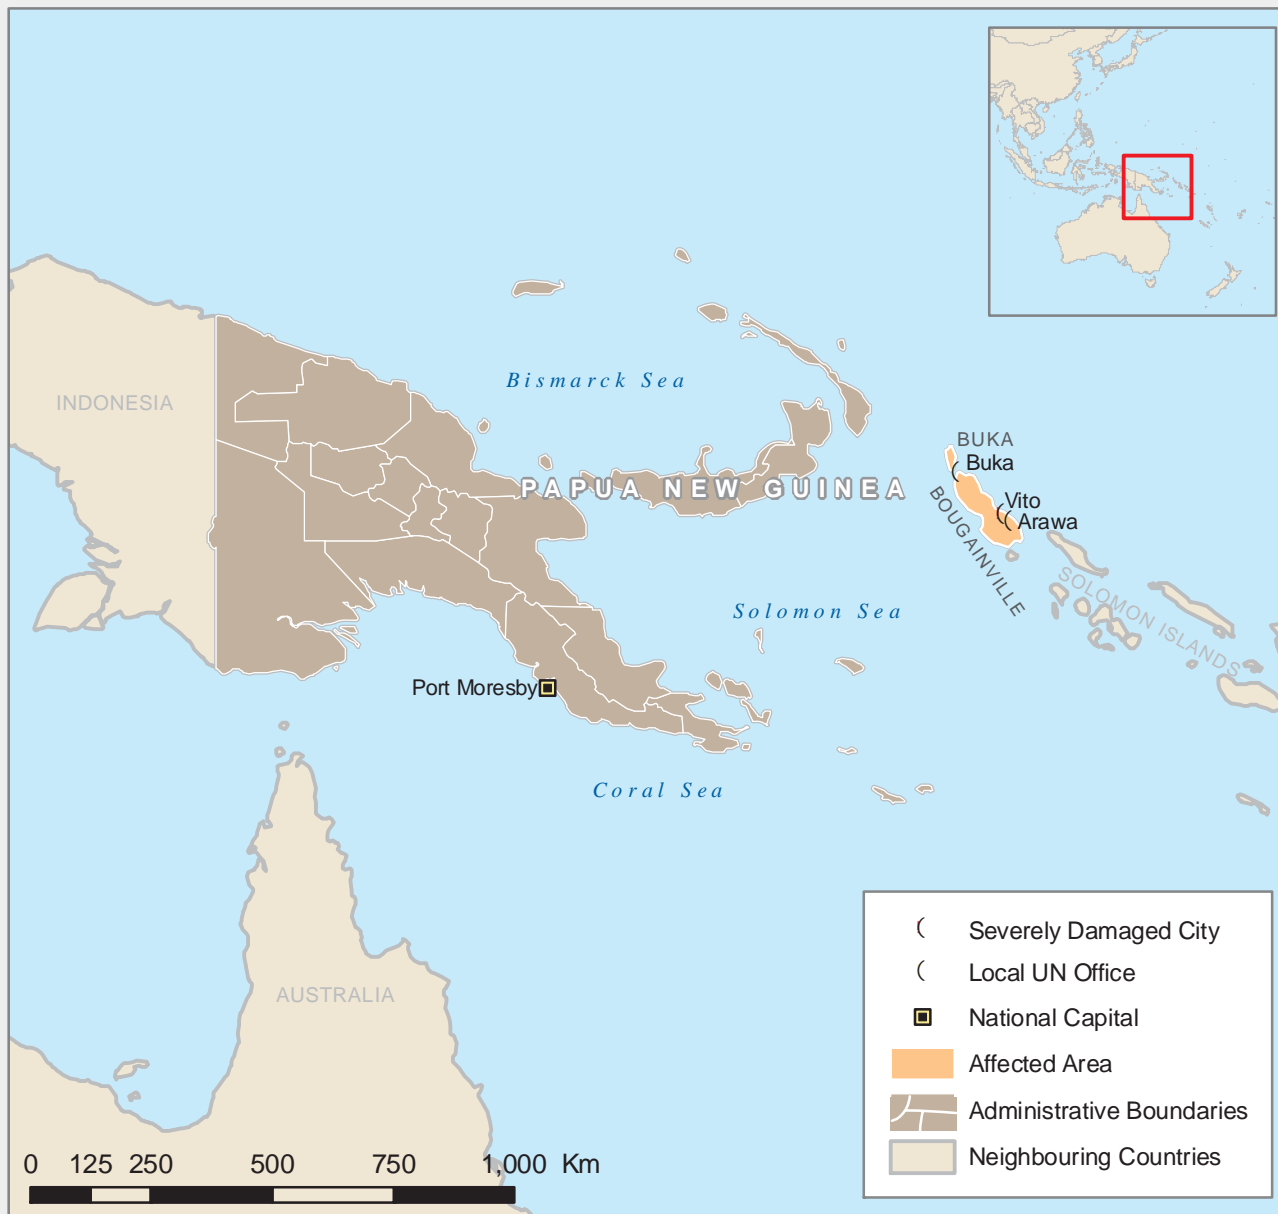 INDONESIA
Bismarck Sea
PAPUA NEW GUINEA
BUKA
Buka
BOUGAINVILLE
Vito
Arawa
SOLOMON ISLANDS
Solomon Sea
Port Moresby
Coral Sea
AUSTRALIA
Severely Damaged City
Local UN Office
National Capital
Affected Area
Administrative Boundaries
Neighbouring Countries
0 125 250 500 750 1,000 Km